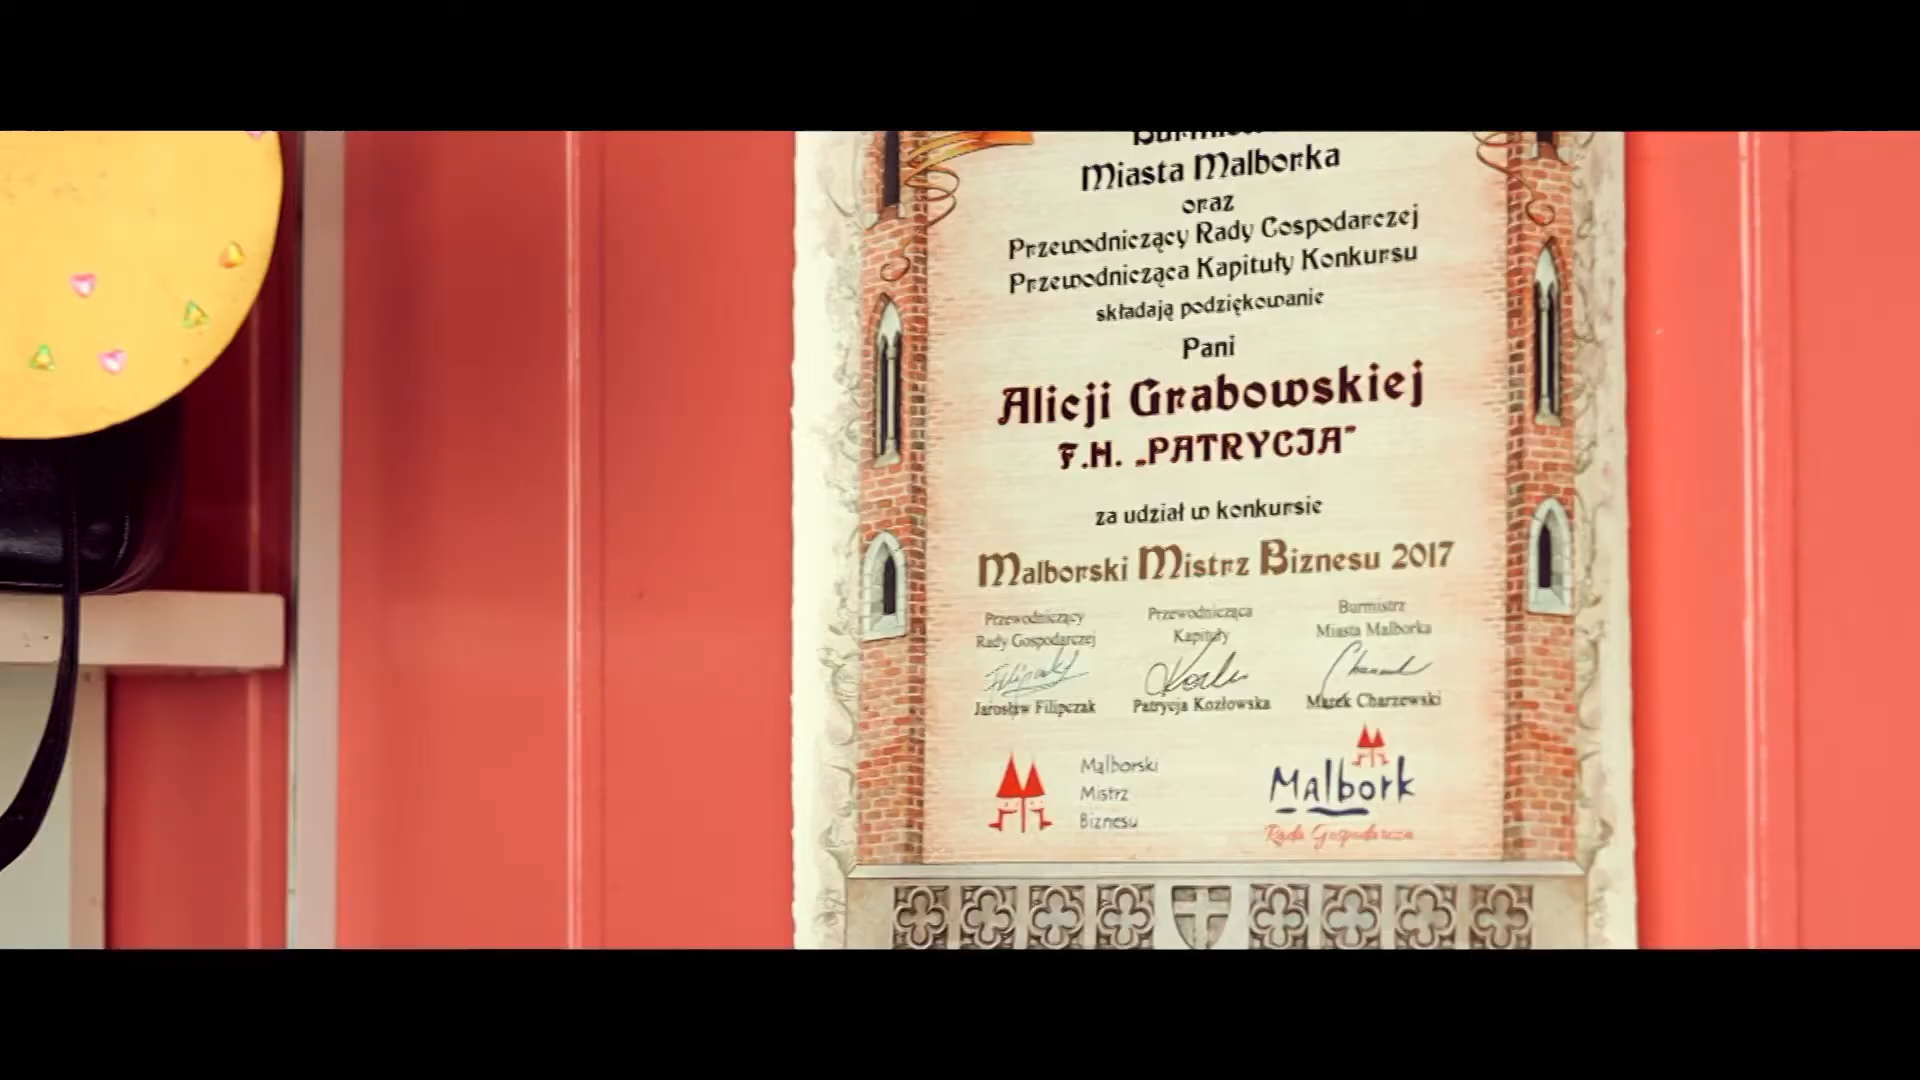 Miasta Malborka
oraz
Przewodniczący Rady Gospodarczej
Przewodnicząca Kapituły Konkursu
składają podziękowanie
Pani
Alicji Grabowskiej
F.H. „PATRYCJA”
za udział w konkursie
Malborski Mistrz Biznesu 2017
Przewodniczący
Rady Gospodarczej
Jarosław Filipczak
Przewodnicząca
Kapituły
Patrycja Kozłowska
Burmistrz
Miasta Malborka
Marek Charzewski
Malborski
Mistrz
Biznesu
Malbork
Rada Gospodarcza